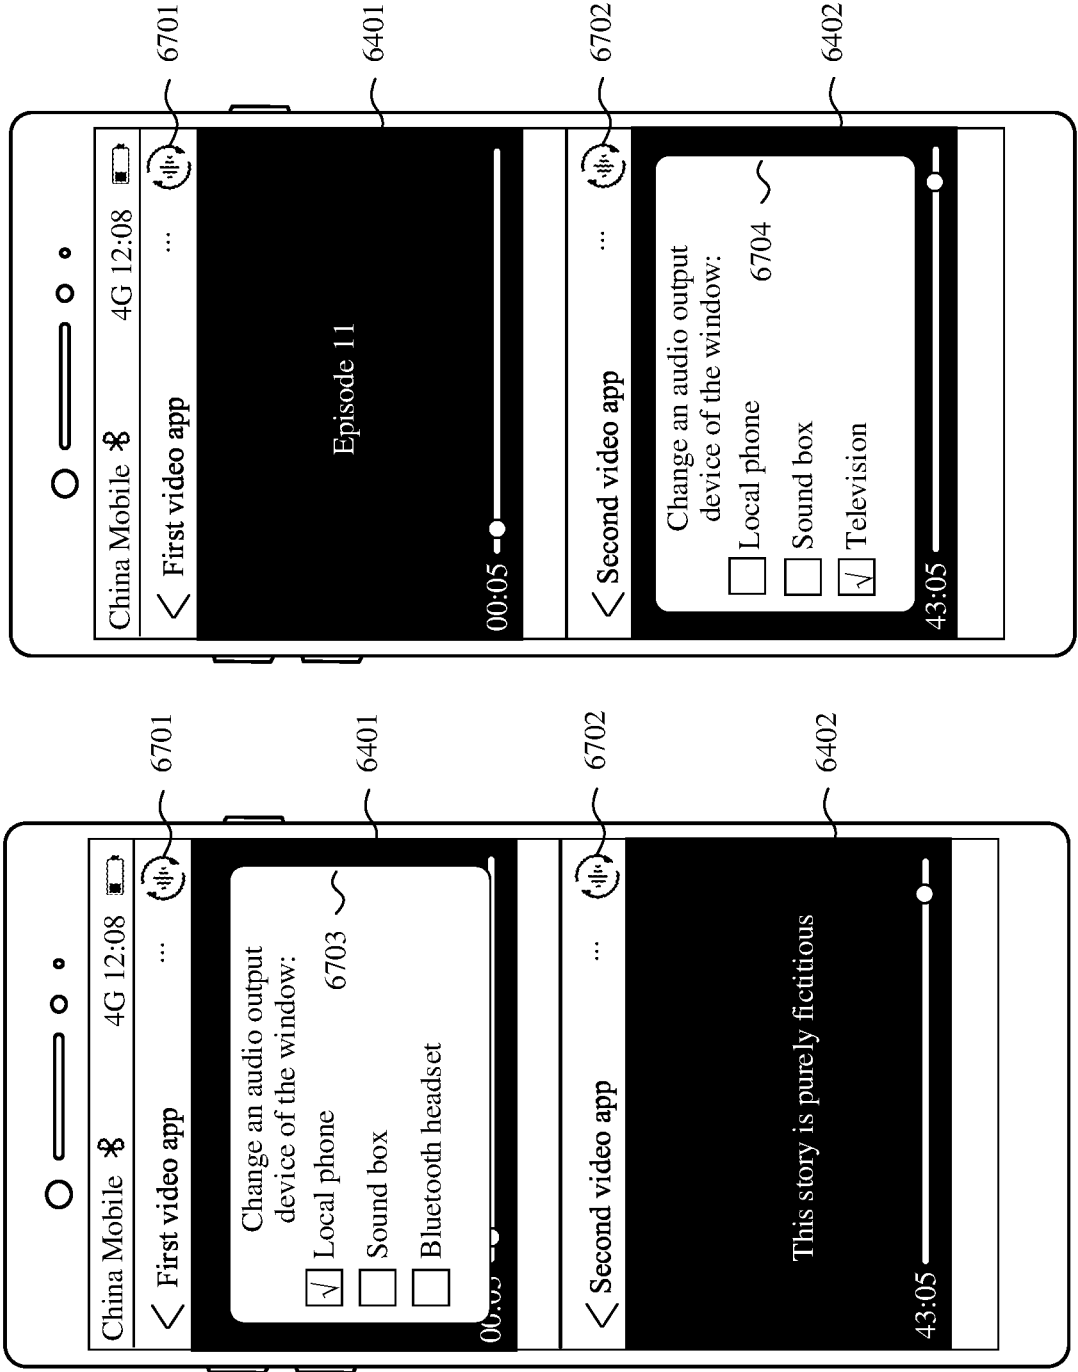 China Mobile 4G 12:08
< First video app ...
6701
6401
Change an audio output
device of the window:
√ Local phone
6703
Sound box
Bluetooth headset
00:05
< Second video app ...
6702
6402
This story is purely fictitious
43:05
China Mobile 4G 12:08
< First video app ...
6701
6401
Episode 11
00:05
< Second video app ...
6702
6402
Change an audio output
device of the window:
Local phone
6704
Sound box
√ Television
43:05